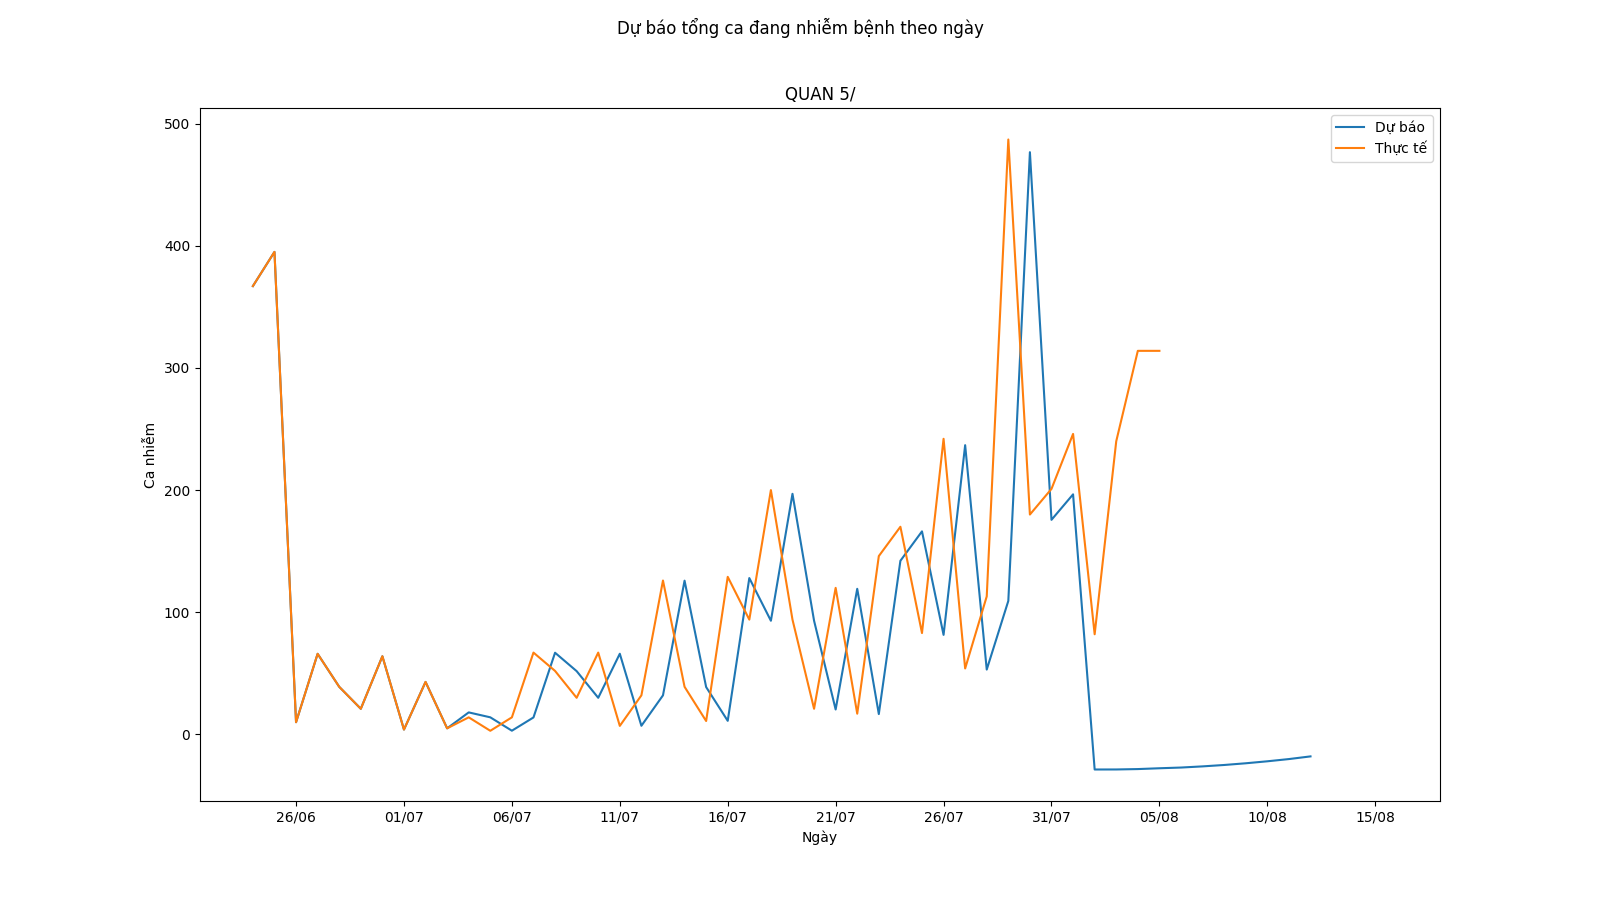 Dự báo tổng ca đang nhiễm bệnh theo ngày
QUAN 5/
Dự báo
Thực tế
Ca nhiễm
500
400
300
200
100
0
26/06 01/07 06/07 11/07 16/07 21/07 26/07 31/07 05/08 10/08 15/08
Ngày